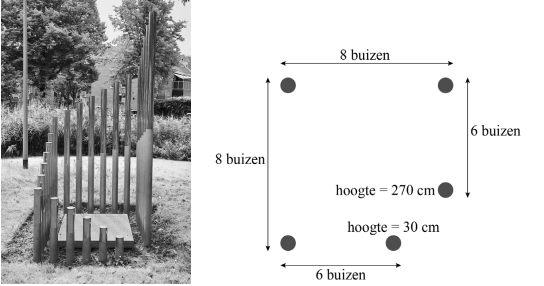 8 buizen
6 buizen
8 buizen
hoogte = 270 cm
hoogte = 30 cm
6 buizen